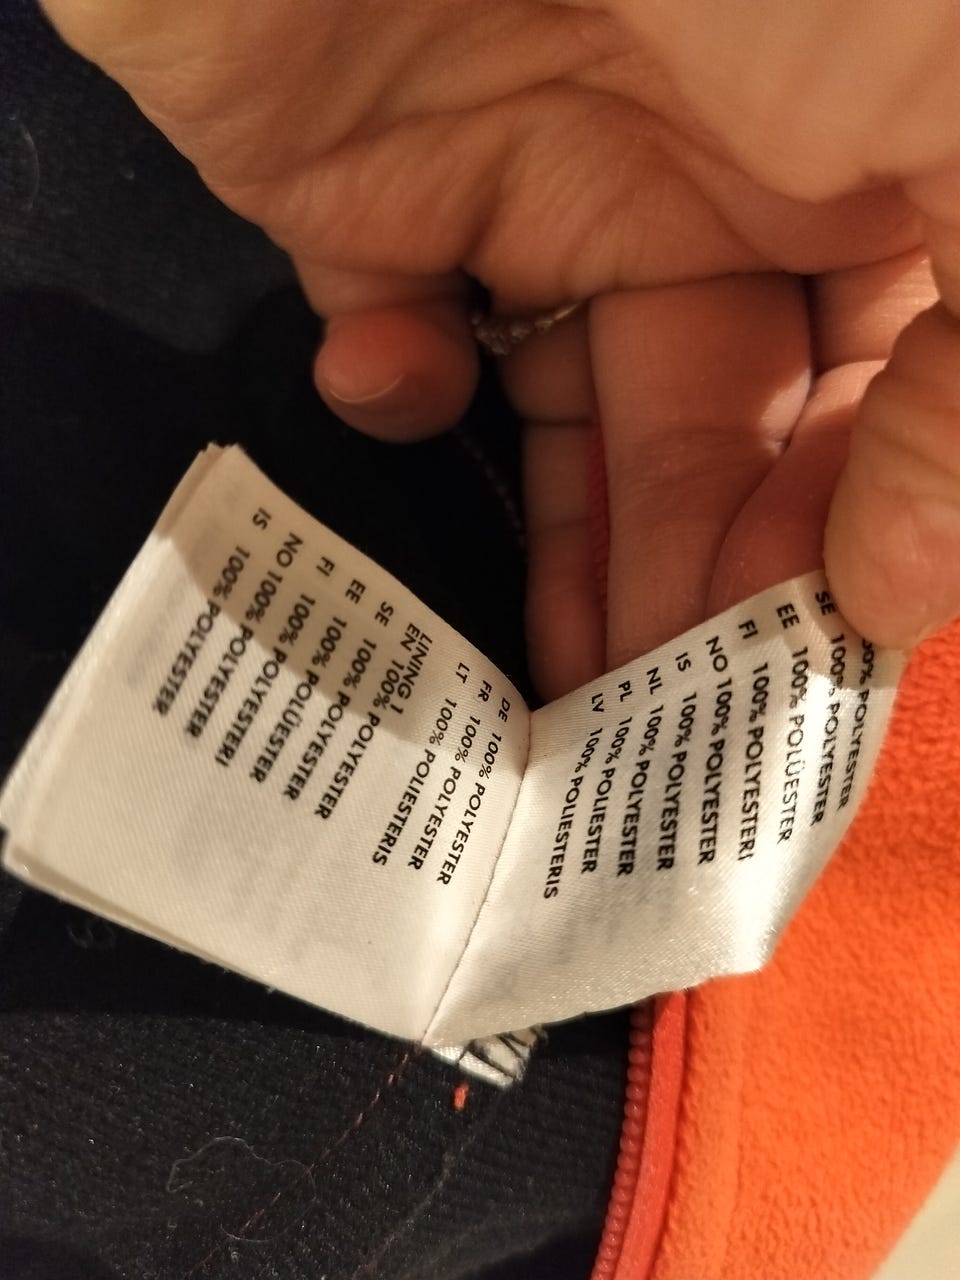 POLYESTER
SE 100% POLYESTER
EE 100% POLÜESTER
FI 100% POLYESTERI
NO 100% POLYESTER
IS 100% POLYESTER
NL 100% POLYESTER
PL 100% POLIESTER
LV 100% POLIESTERIS
DE 100% POLYESTER
FR 100% POLYESTER
LT 100% POLIESTERIS
LINING 1
EN 100% POLYESTER
SE 100% POLYESTER
EE 100% POLÜESTER
FI 100% POLYESTERI
NO 100% POLYESTER
IS 100% POLYESTER